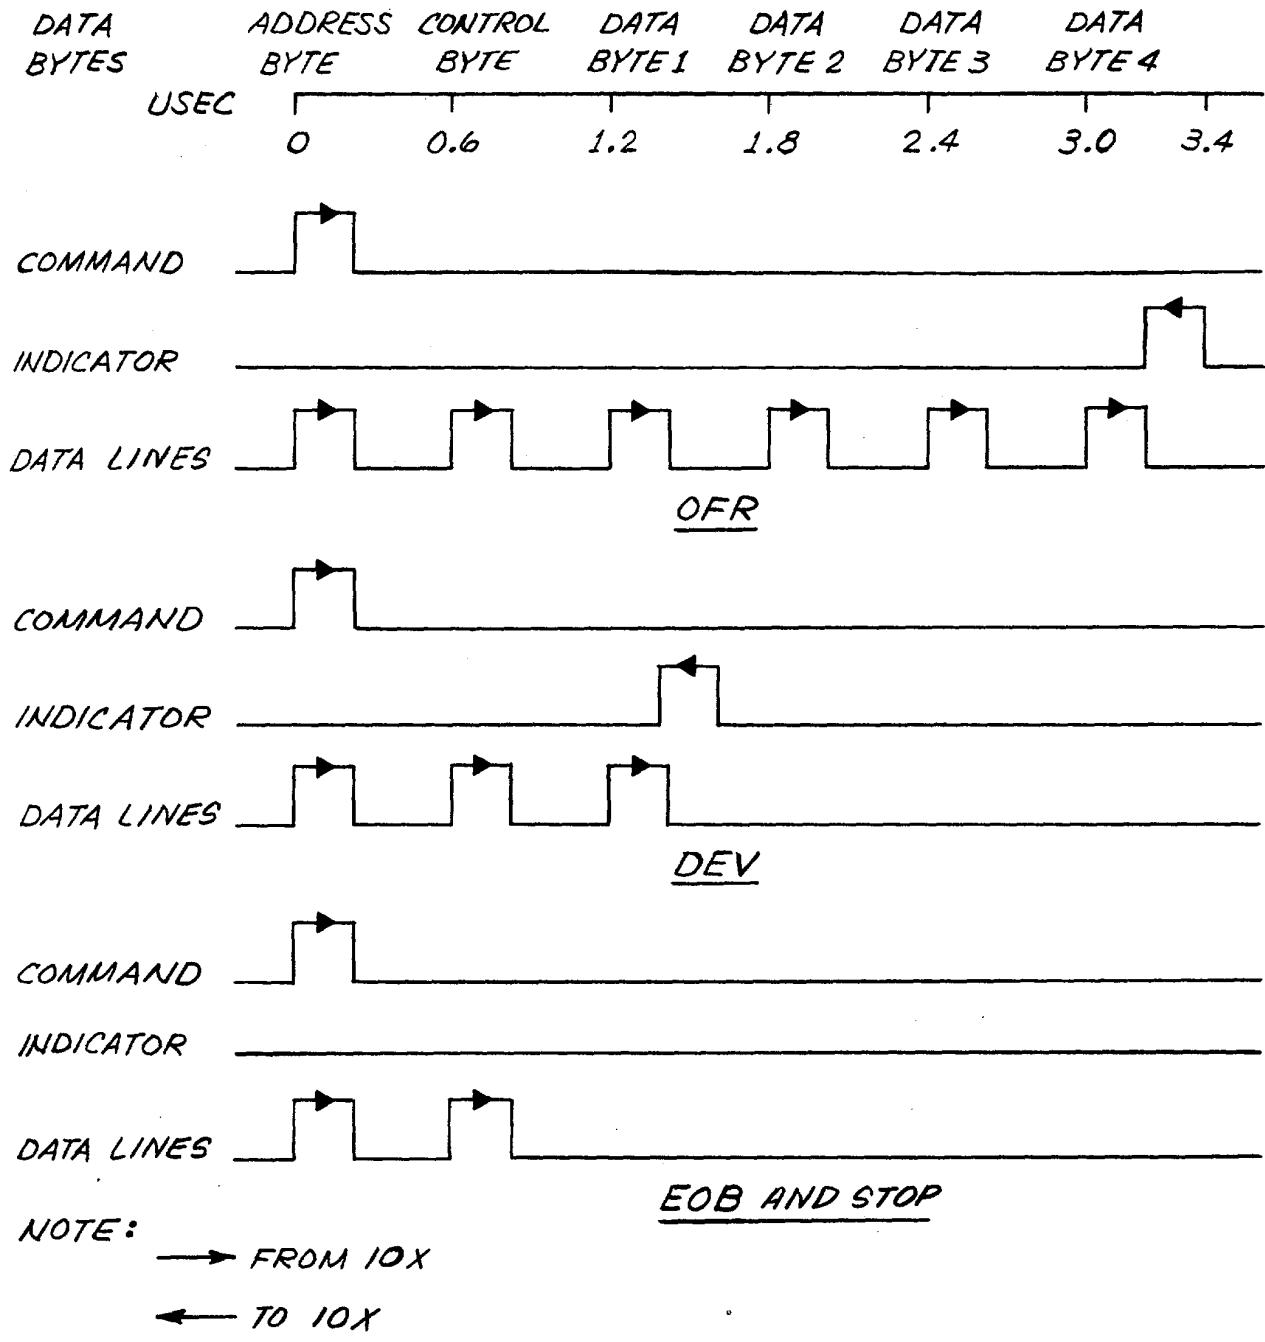 DATA ADDRESS CONTROL DATA DATA DATA DATA
BYTES BYTE BYTE BYTE 1 BYTE 2 BYTE 3 BYTE 4
USEC
0 0.6 1.2 1.8 2.4 3.0 3.4
COMMAND
INDICATOR
DATA LINES
OFR
COMMAND
INDICATOR
DATA LINES
DEV
COMMAND
INDICATOR
DATA LINES
EOB AND STOP
NOTE:
FROM 10X
TO 10X